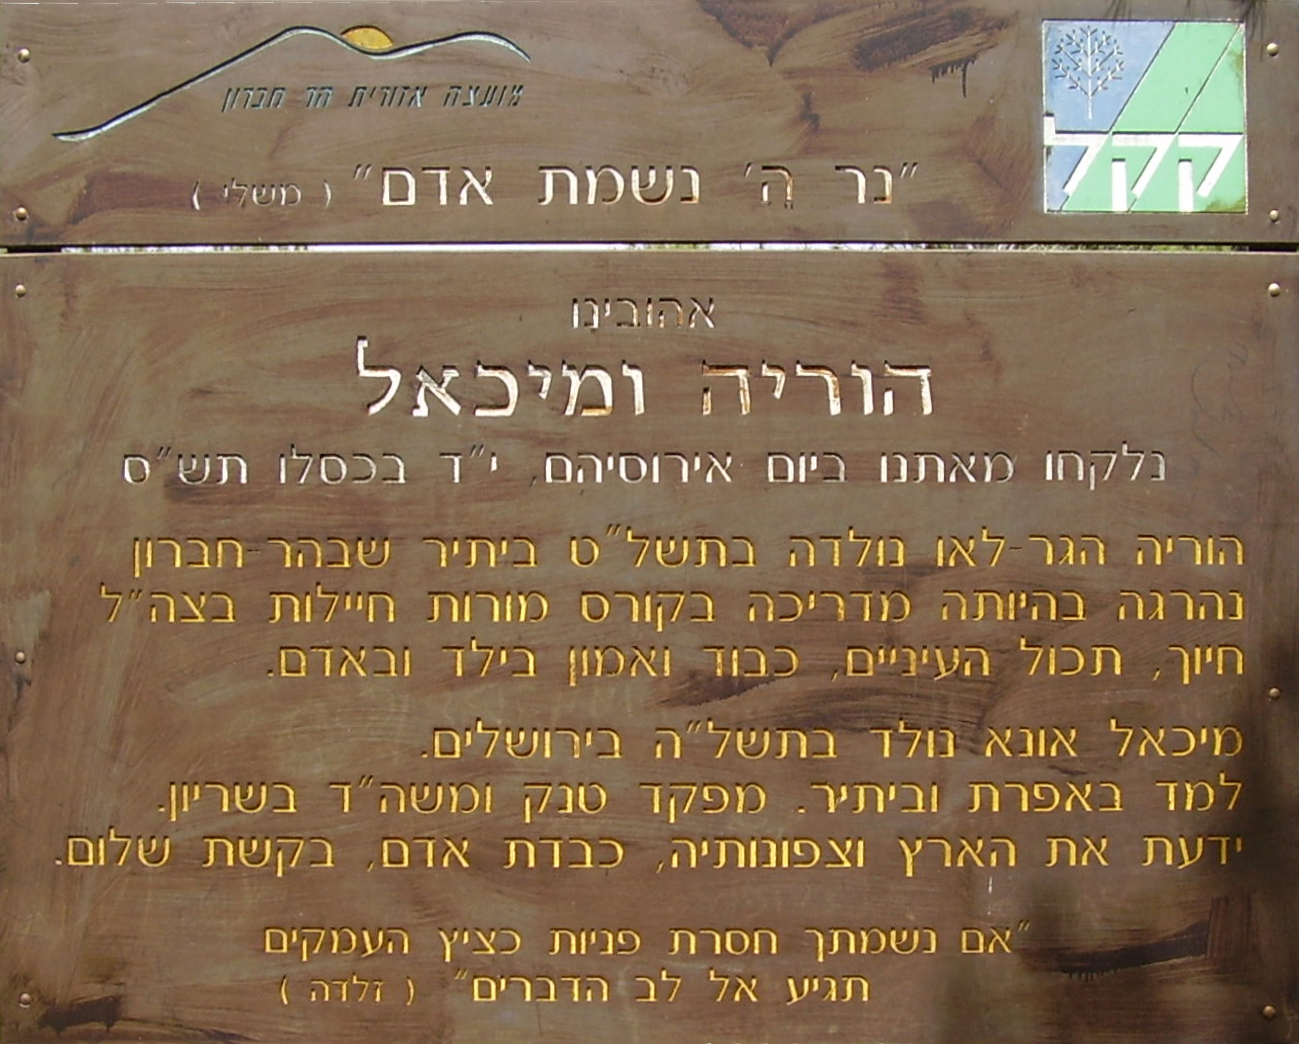 מועצה אזורית הר חברון
קקל
"נר ה' נשמת אדם" (משלי)
אהובינו
הוריה ומיכאל
נלקחו מאתנו ביום אירוסיהם, י"ד בכסלו תש"ס
הוריה הגר-לאו נולדה בתשל"ט ביתיר שבהר-חברון
נהרגה בהיותה מדריכה בקורס מורות חיילות בצה"ל
חיוך, תכול העיניים, כבוד ואמון בילד ובאדם.
מיכאל אונא נולד בתשל"ה בירושלים.
למד באפרת וביתיר. מפקד טנק ומשה"ד בשריון.
ידעת את הארץ וצפונותיה, כבדת אדם, בקשת שלום.
"אם נשמתך חסרת פניות כציץ העמקים
תגיע אל לב הדברים" (זלדה)